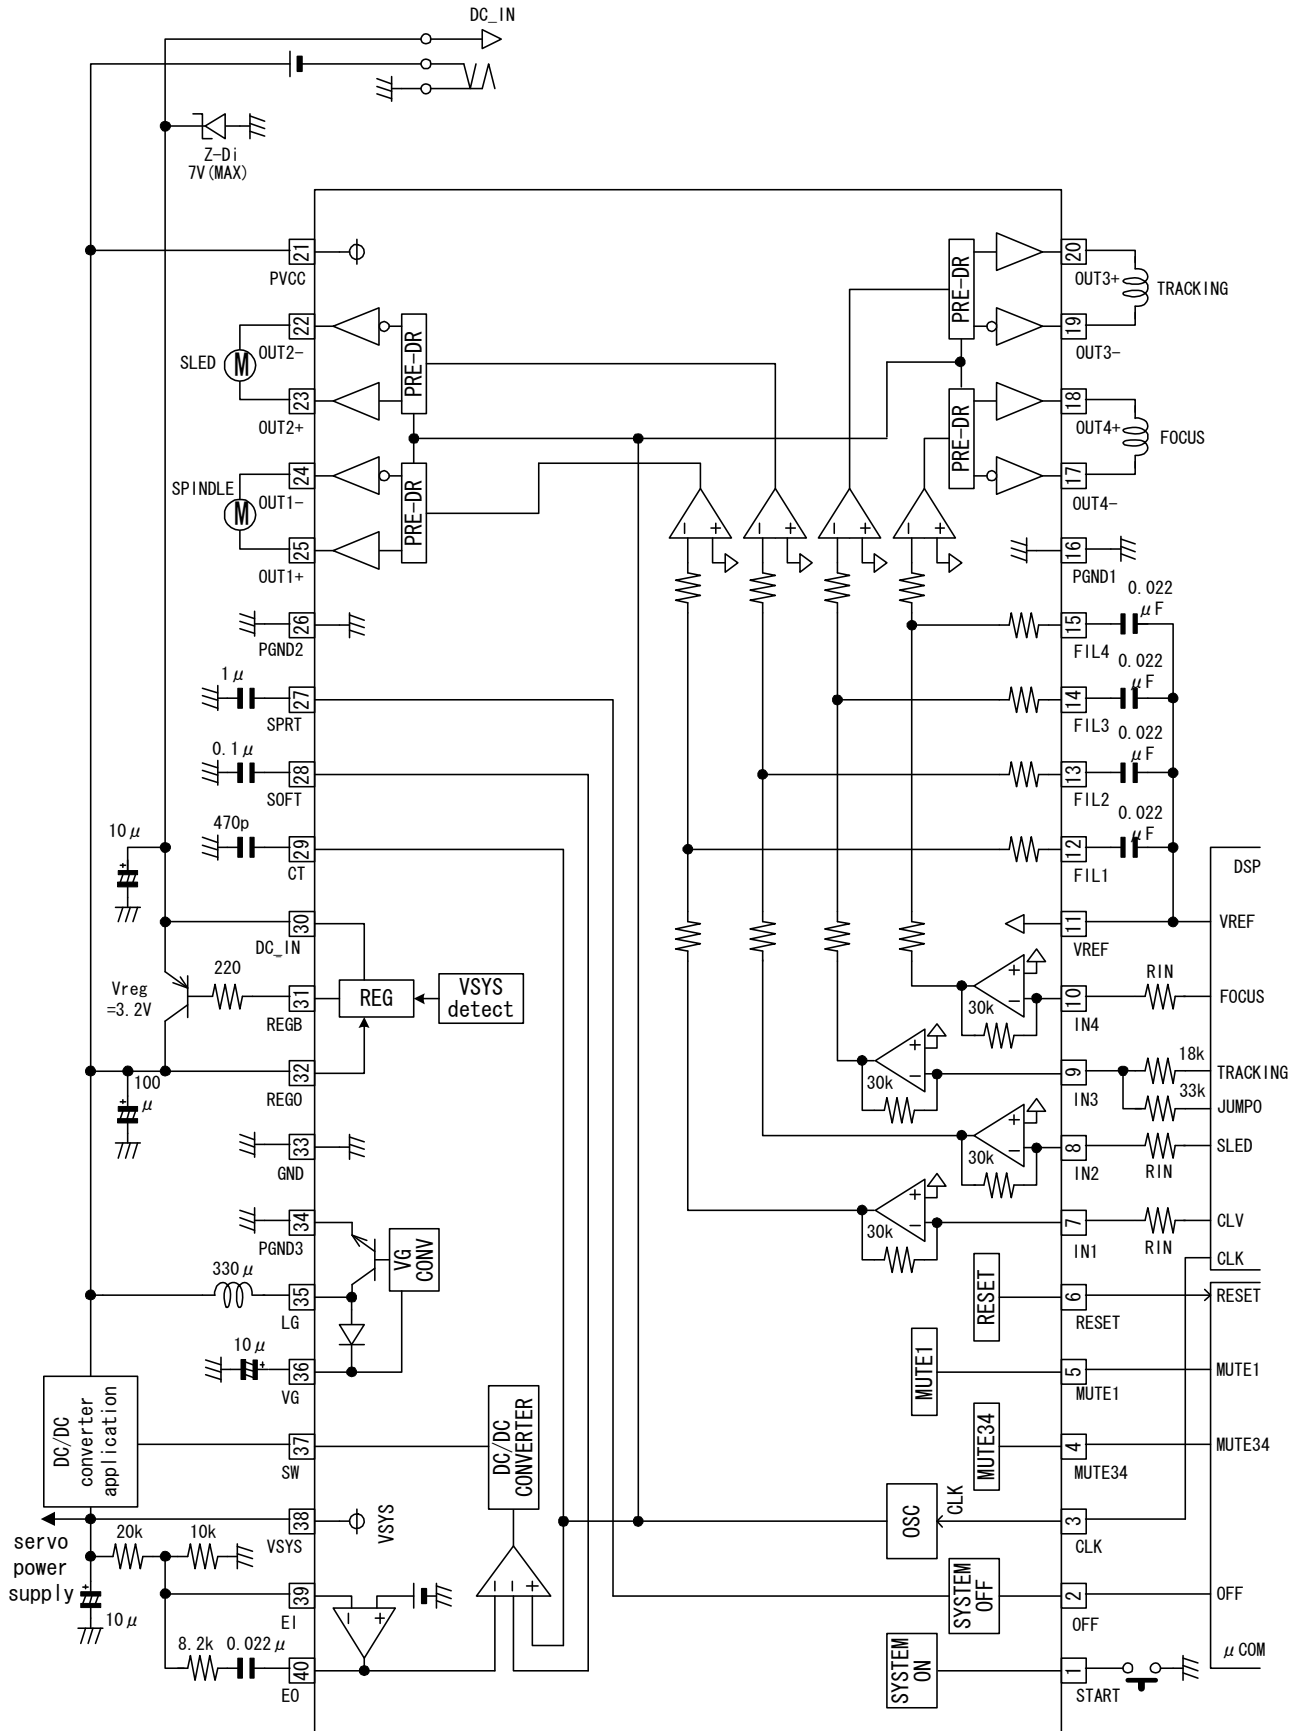 DC_IN
Z-Di
7V(MAX)
21
PVCC
22
OUT2-
SLED
M
23
OUT2+
PRE-DR
24
OUT1-
SPINDLE
M
25
OUT1+
PRE-DR
26
PGND2
1μ
27
SPRT
0.1μ
28
SOFT
470p
29
CT
10μ
30
DC_IN
220
31
REGB
Vreg
=3.2V
REG
VSYS
detect
32
REGO
100
μ
33
GND
34
PGND3
VG
CONV
330μ
35
LG
10μ
36
VG
DC/DC
converter
application
37
SW
DC/DC
CONVERTER
38
VSYS
VSYS
servo
power
supply
20k
10k
10μ
39
EI
- +
- - +
8.2k
0.022μ
40
EO
20
OUT3+
TRACKING
PRE-DR
19
OUT3-
18
OUT4+
FOCUS
PRE-DR
17
OUT4-
- +
- +
- +
- +
16
PGND1
0.022
μF
15
FIL4
0.022
μF
14
FIL3
0.022
μF
13
FIL2
0.022
μF
12
FIL1
DSP
11
VREF
VREF
+
-
30k
10
IN4
RIN
FOCUS
+
-
30k
9
IN3
18k
TRACKING
33k
JUMPO
+
-
30k
8
IN2
RIN
SLED
+
-
30k
7
IN1
RIN
CLV
CLK
RESET
6
RESET
RESET
MUTE1
5
MUTE1
MUTE1
MUTE34
4
MUTE34
MUTE34
OSC
CLK
3
CLK
SYSTEM
OFF
2
OFF
OFF
SYSTEM
ON
1
START
μCOM